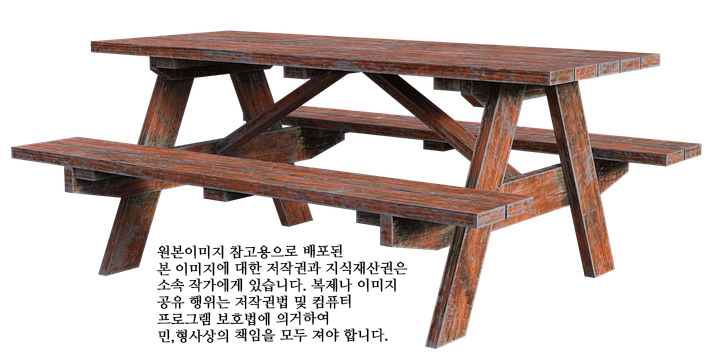 원본이미지 참고용으로 배포된
본 이미지에 대한 저작권과 지식재산권은
소속 작가에게 있습니다. 복제나 이미지
공유 행위는 저작권법 및 컴퓨터
프로그램 보호법에 의거하여
민,형사상의 책임을 모두 져야 합니다.